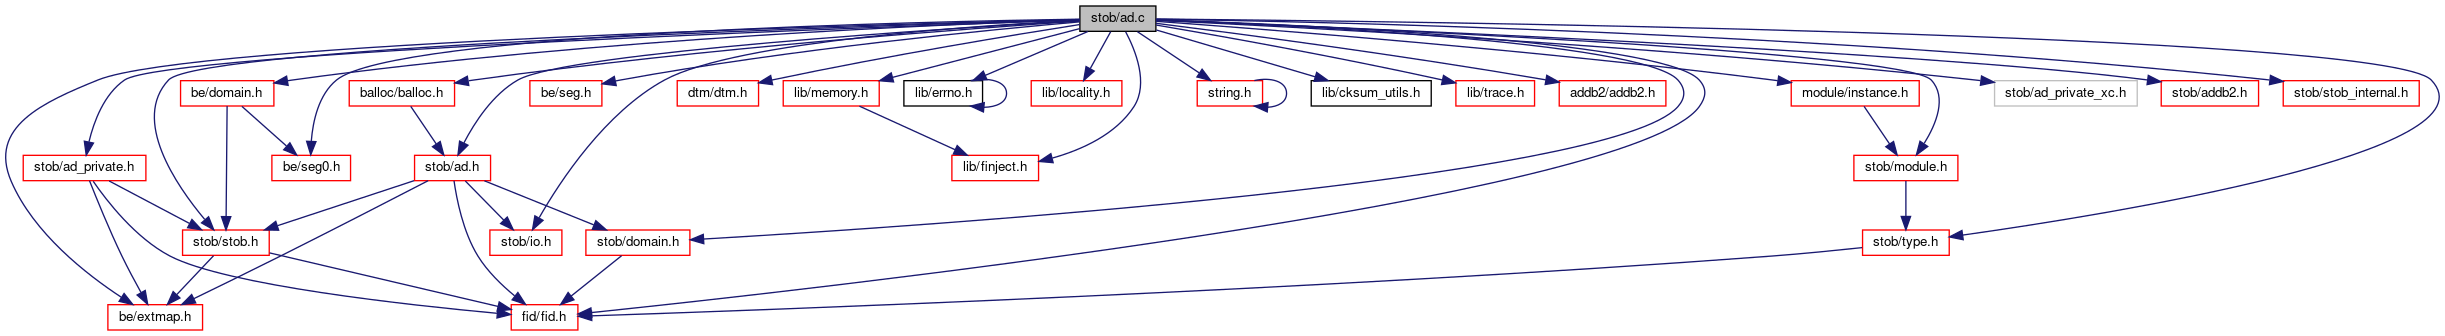 stob/ad.c
be/domain.h
balloc/balloc.h
be/seg.h
dtm/dtm.h
lib/memory.h
lib/errno.h
lib/locality.h
string.h
lib/cksum_utils.h
lib/trace.h
addb2/addb2.h
module/instance.h
stob/ad_private_xc.h
stob/addb2.h
stob/stob_internal.h
stob/ad_private.h
be/seg0.h
stob/ad.h
lib/finject.h
stob/module.h
stob/stob.h
stob/io.h
stob/domain.h
stob/type.h
be/extmap.h
fid/fid.h